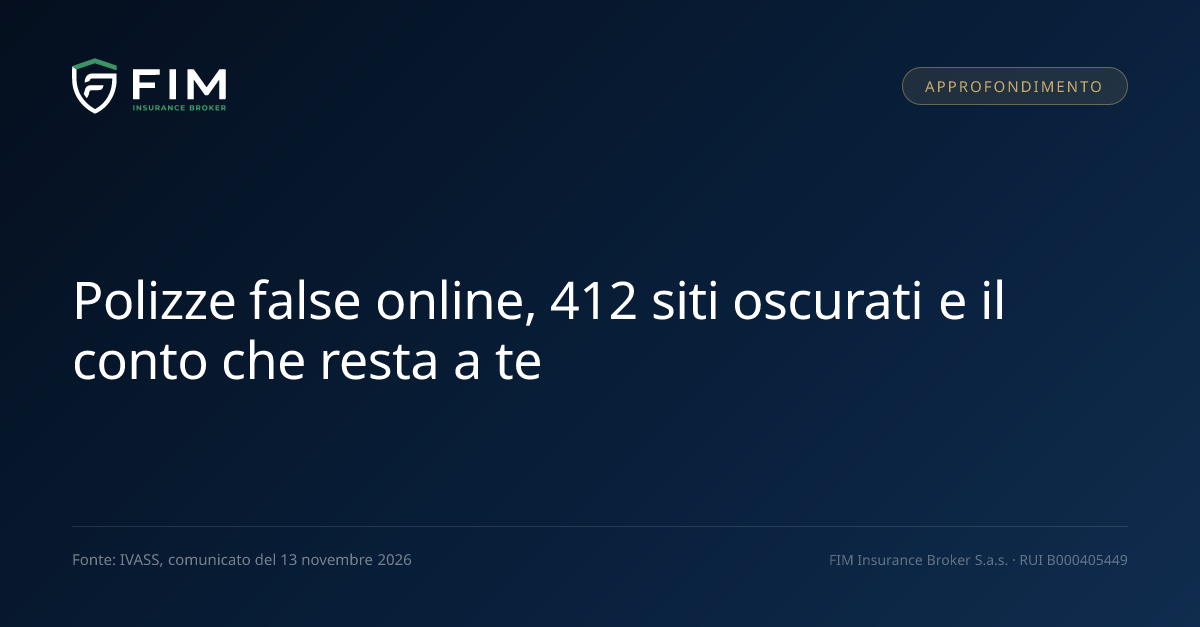 FIM
INSURANCE BROKER
APPROFONDIMENTO
Polizze false online, 412 siti oscurati e il
conto che resta a te
Fonte: IVASS, comunicato del 13 novembre 2026
FIM Insurance Broker S.a.s. · RUI B000405449